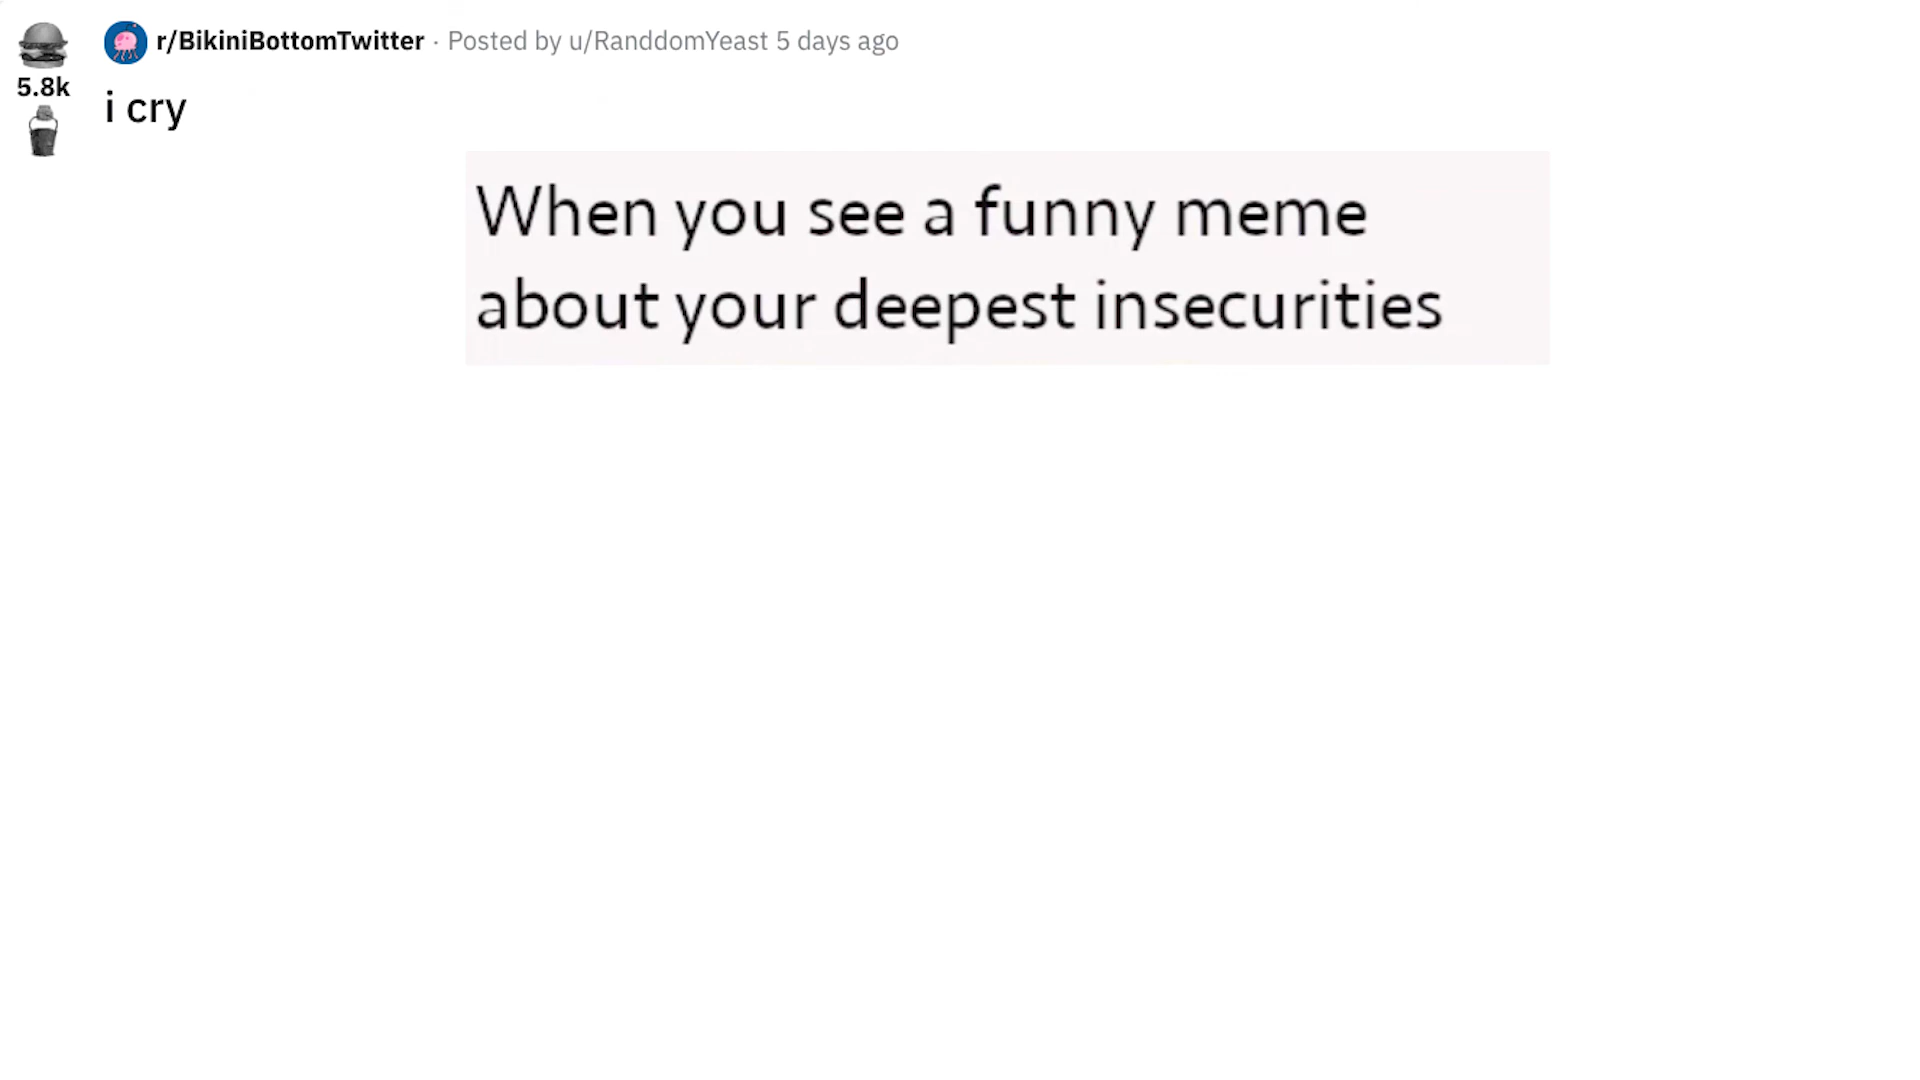 r/BikiniBottomTwitter · Posted by u/RanddomYeast 5 days ago
5.8k
i cry
When you see a funny meme
about your deepest insecurities